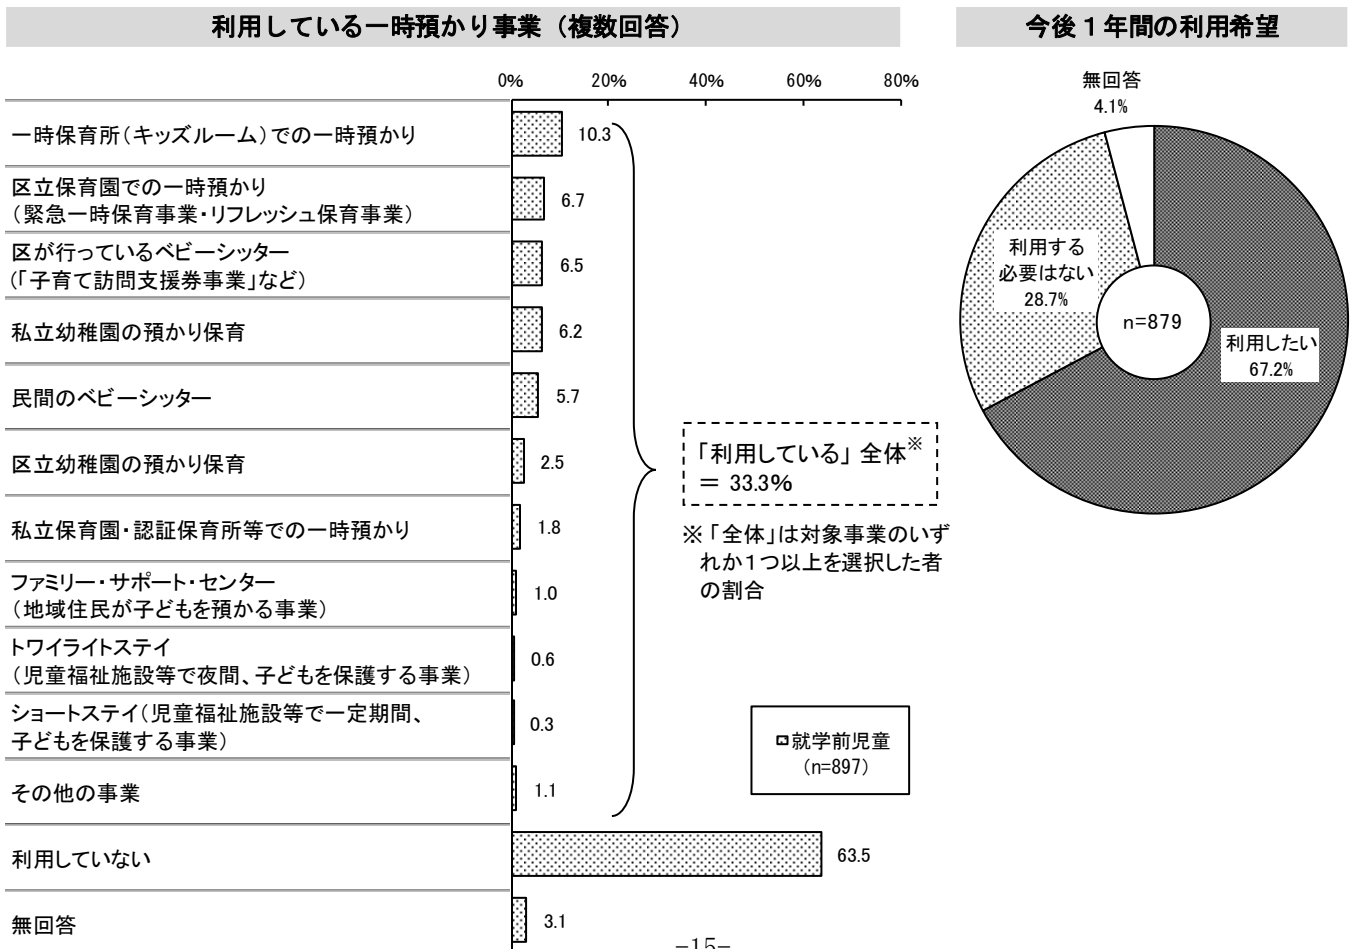 利用している一時預かり事業（複数回答）
0%
20%
40%
60%
80%
一時保育所（キッズルーム）での一時預かり
10.3
区立保育園での一時預かり
（緊急一時保育事業・リフレッシュ保育事業）
6.7
区が行っているベビーシッター
（「子育て訪問支援券事業」など）
6.5
私立幼稚園の預かり保育
6.2
民間のベビーシッター
5.7
区立幼稚園の預かり保育
2.5
私立保育園・認証保育所等での一時預かり
1.8
ファミリー・サポート・センター
（地域住民が子どもを預かる事業）
1.0
トワイライトステイ
（児童福祉施設等で夜間、子どもを保護する事業）
0.6
ショートステイ（児童福祉施設等で一定期間、
子どもを保護する事業）
0.3
その他の事業
1.1
利用していない
63.5
無回答
3.1
「利用している」全体※
＝ 33.3%
※「全体」は対象事業のいず
れか１つ以上を選択した者
の割合
就学前児童
(n=897)
今後１年間の利用希望
無回答
4.1%
利用する
必要はない
28.7%
n=879
利用したい
67.2%
−15−